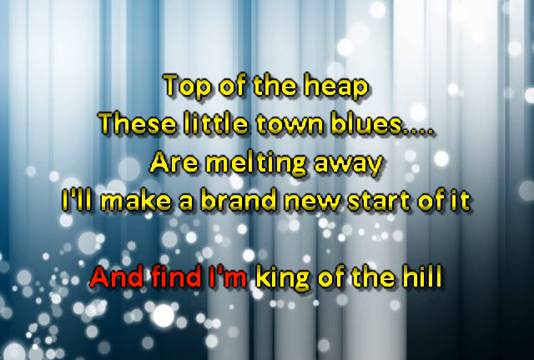 Top of the heap
These little town blues....
Are melting away
I'll make a brand new start of it
And find I'm king of the hill